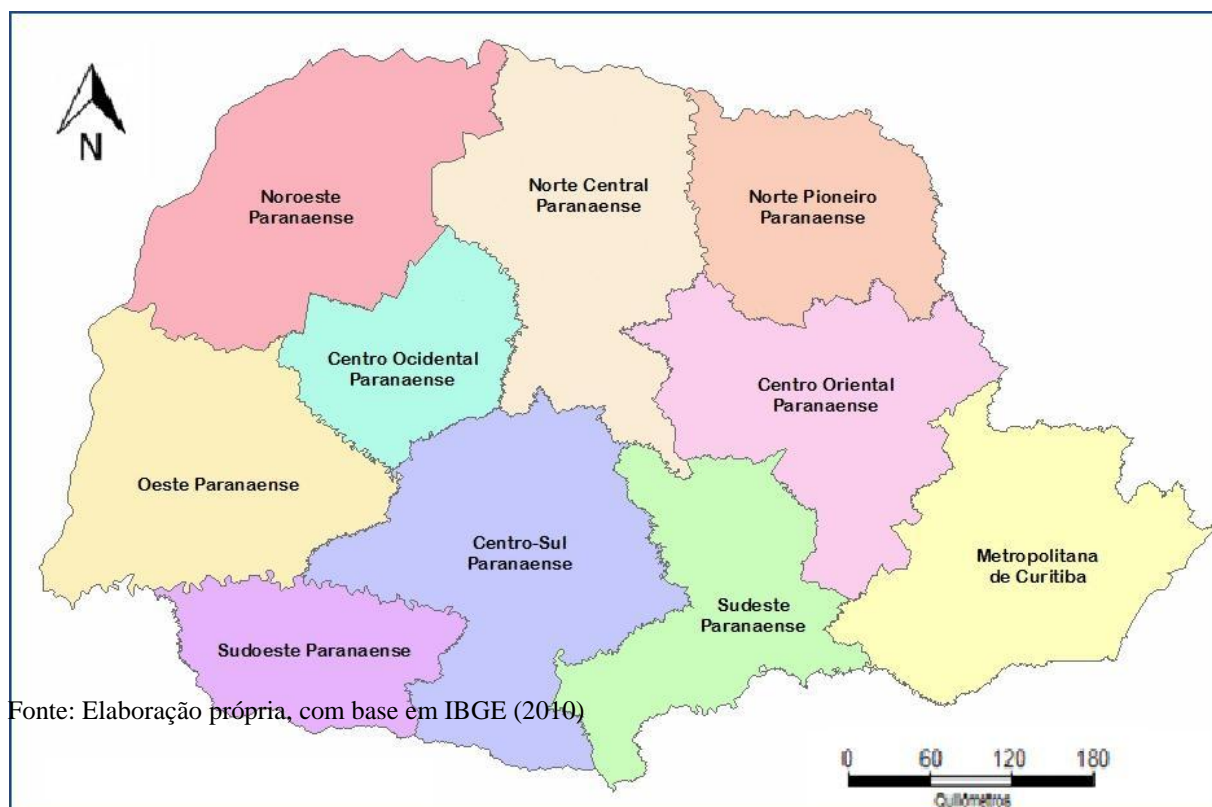 N
Noroeste
Paranaense
Norte Central
Paranaense
Norte Pioneiro
Paranaense
Centro Ocidental
Paranaense
Centro Oriental
Paranaense
Oeste Paranaense
Centro-Sul
Paranaense
Metropolitana
de Curitiba
Sudeste
Paranaense
Sudoeste Paranaense
Fonte: Elaboração própria, com base em IBGE (2010)
0 60 120 180
Quilômetros